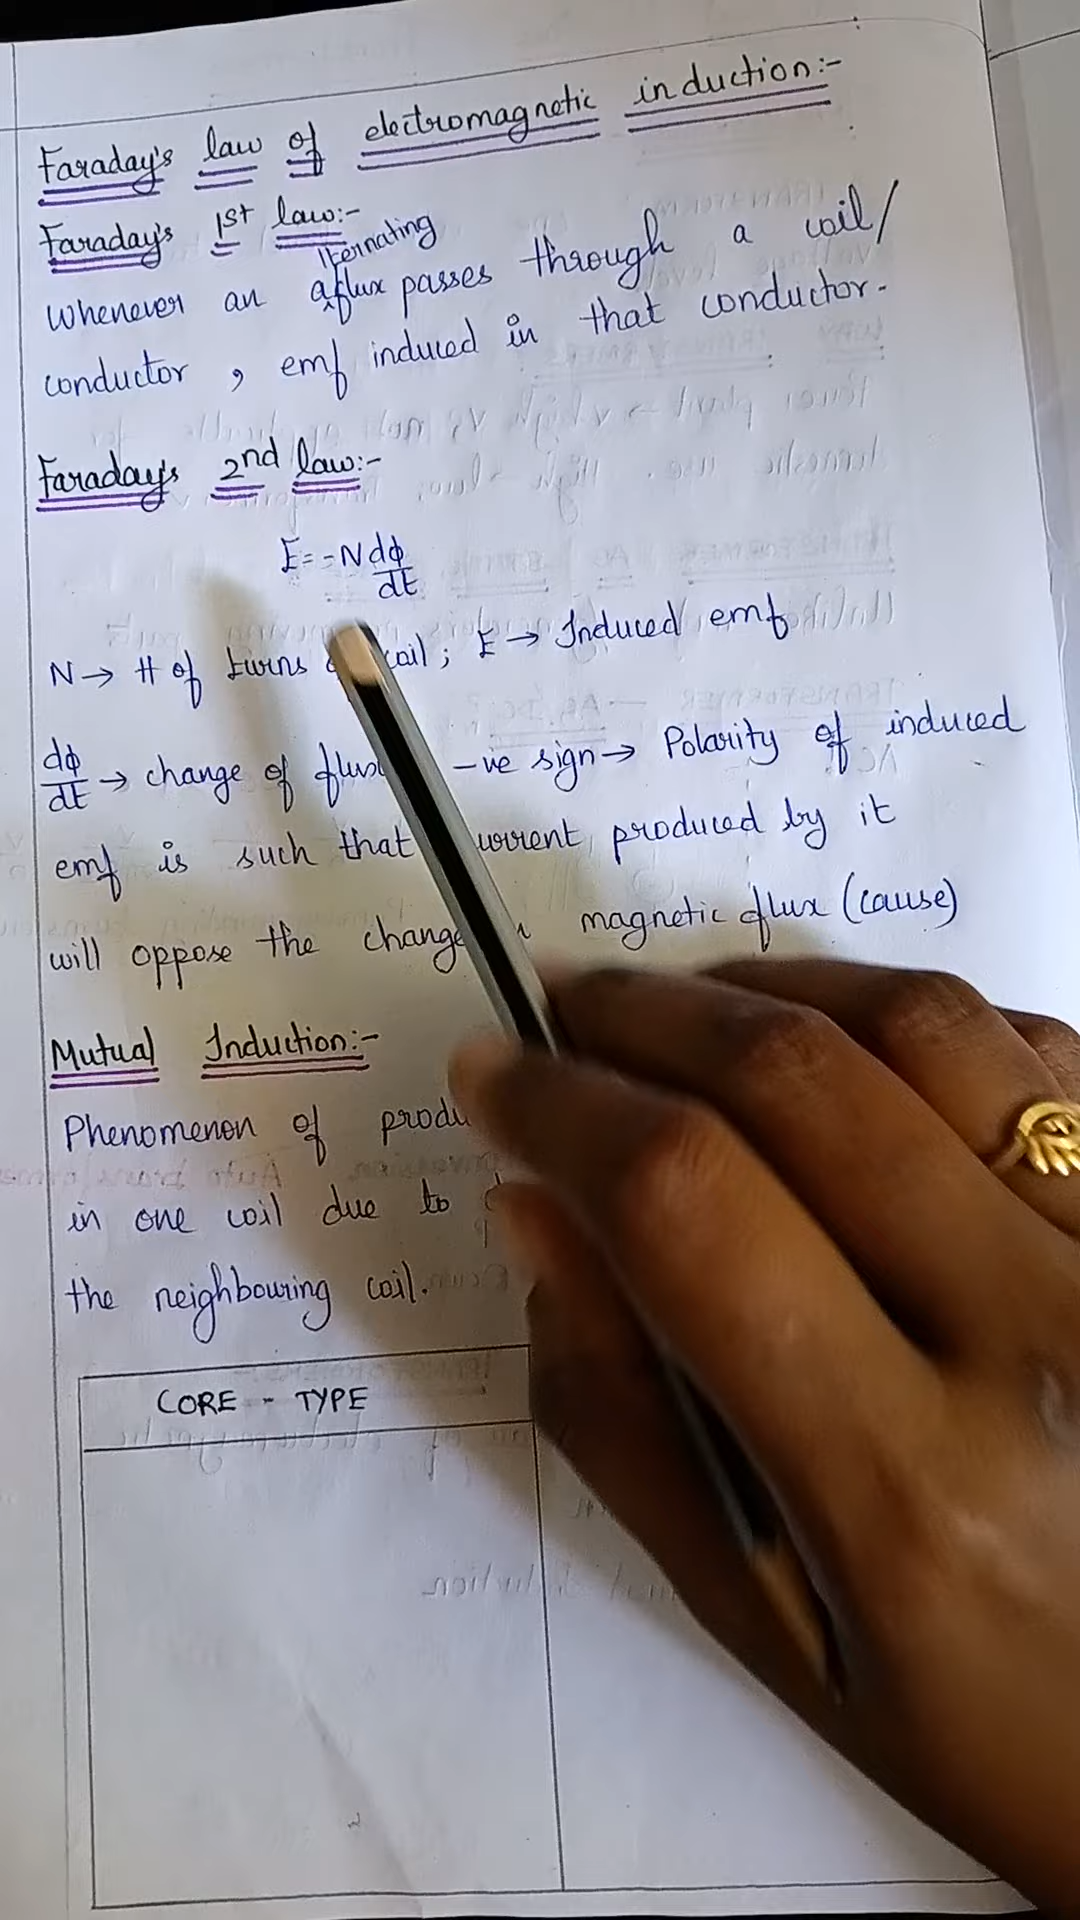 Faraday's law of electromagnetic induction:-
Faraday's 1st law:-
lternating
Whenever an a flux passes through a coil/
conductor, emf induced in that conductor.
Faraday's 2nd law:-
E = -N dϕ/dt
N → # of turns coil; E → Induced emf
dϕ/dt → change of flux -ve sign → Polarity of induced
emf is such that current produced by it
will oppose the change magnetic flux (cause)
Mutual Induction:-
Phenomenon of
in one coil due to
the neighbouring coil.
CORE - TYPE